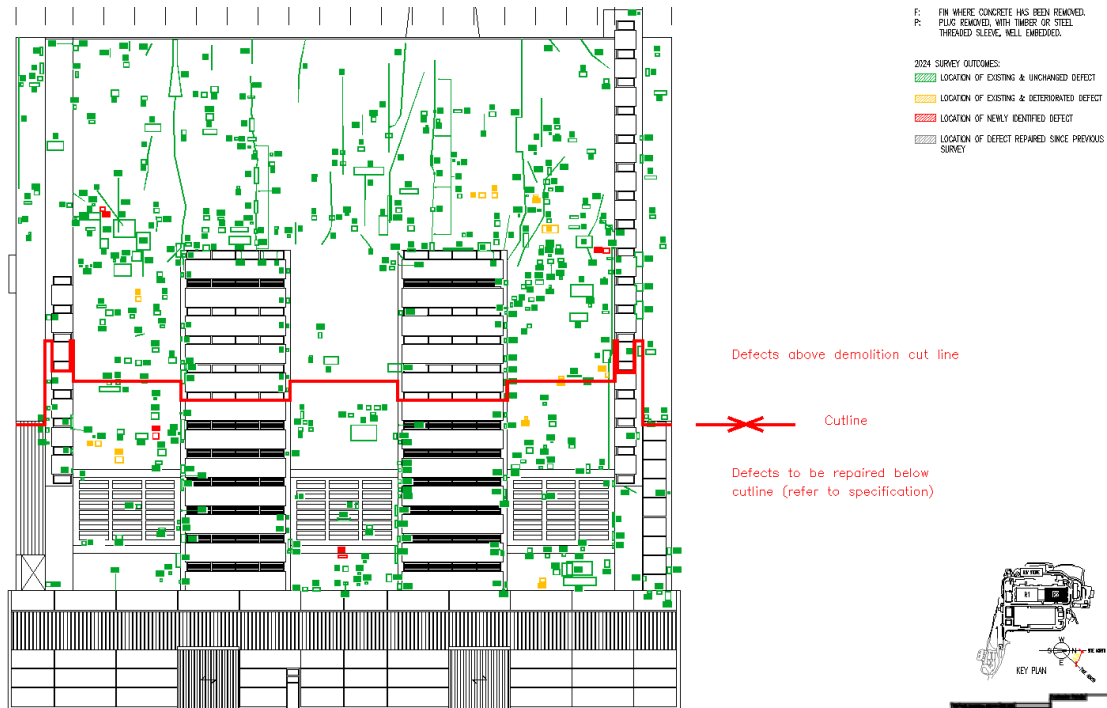 F: FIN WHERE CONCRETE HAS BEEN REMOVED.
P: PLUG REMOVED, WITH TIMBER OR STEEL
THREADED SLEEVE, WELL EMBEDDED.
2024 SURVEY OUTCOMES:
LOCATION OF EXISTING & UNCHANGED DEFECT
LOCATION OF EXISTING & DETERIORATED DEFECT
LOCATION OF NEWLY IDENTIFIED DEFECT
LOCATION OF DEFECT REPAIRED SINCE PREVIOUS
SURVEY
Defects above demolition cut line
Cutline
Defects to be repaired below
cutline (refer to specification)
R1
W
S N
E
KEY PLAN